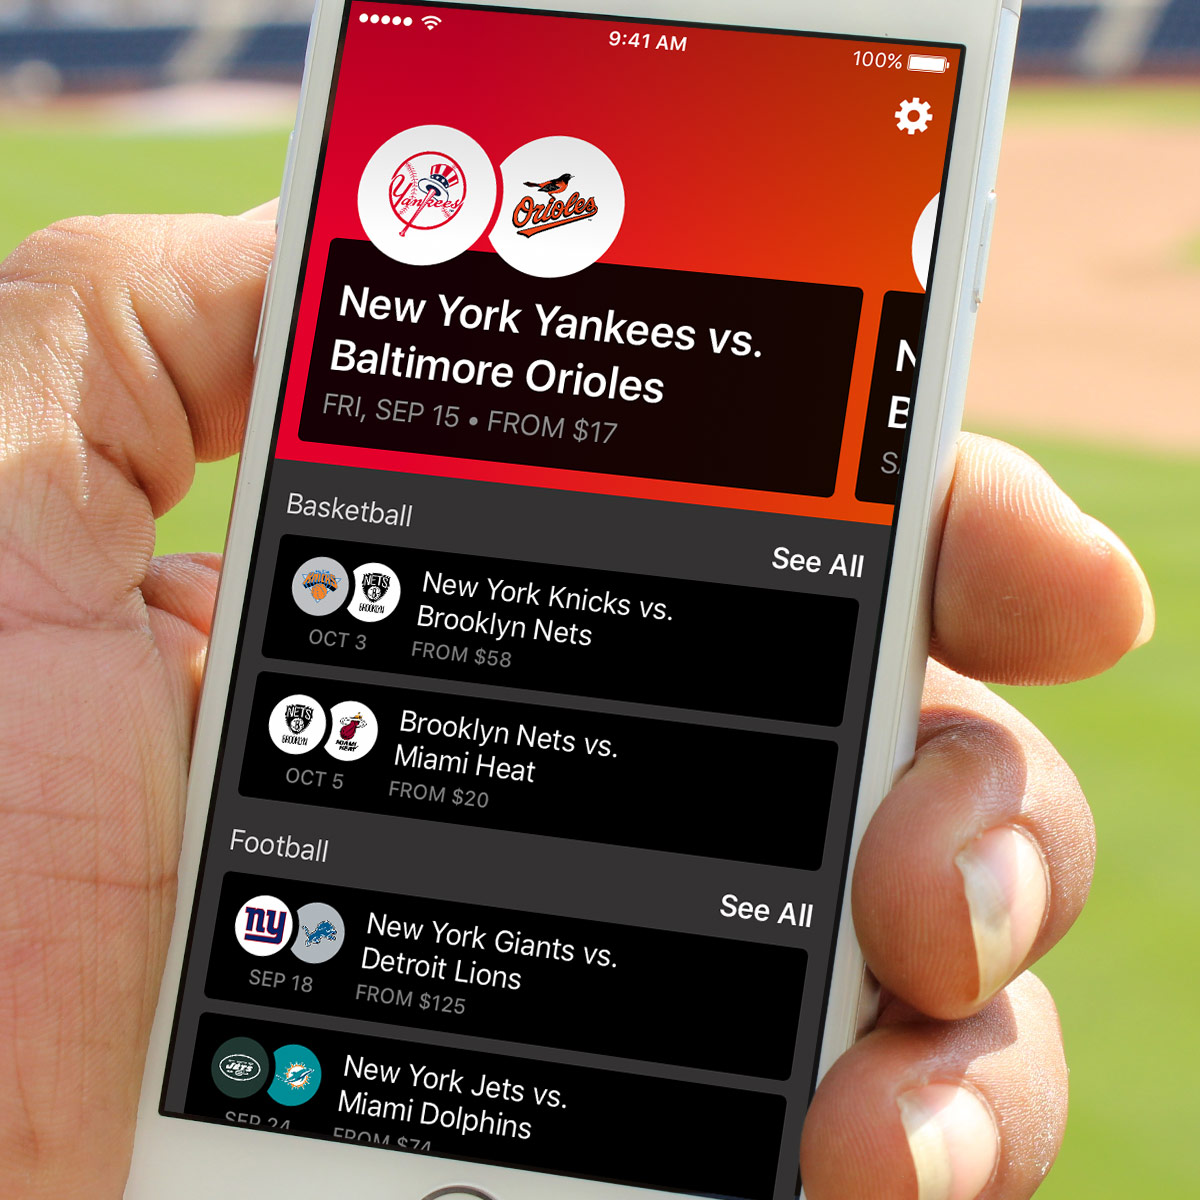 9:41 AM
100%
Yankees
Orioles
New York Yankees vs.
Baltimore Orioles
FRI, SEP 15 • FROM $17
N
B
S
Basketball
See All
NETS
BROOKLYN
New York Knicks vs.
Brooklyn Nets
OCT 3
FROM $58
NETS
BROOKLYN
MIAMI
HEAT
Brooklyn Nets vs.
Miami Heat
OCT 5
FROM $20
Football
See All
ny
New York Giants vs.
Detroit Lions
SEP 18
FROM $125
JETS
New York Jets vs.
Miami Dolphins
SEP 24
FROM $74